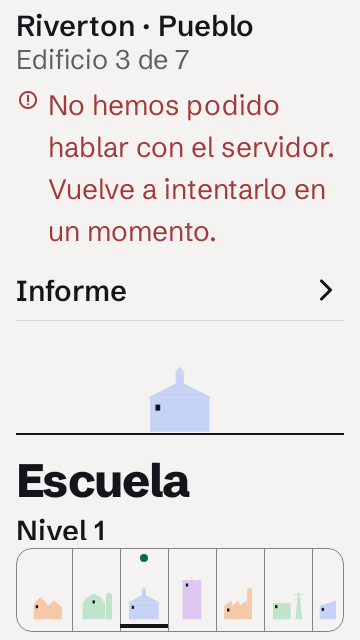 Riverton · Pueblo
Edificio 3 de 7
No hemos podido
hablar con el servidor.
Vuelve a intentarlo en
un momento.
Informe
Escuela
Nivel 1